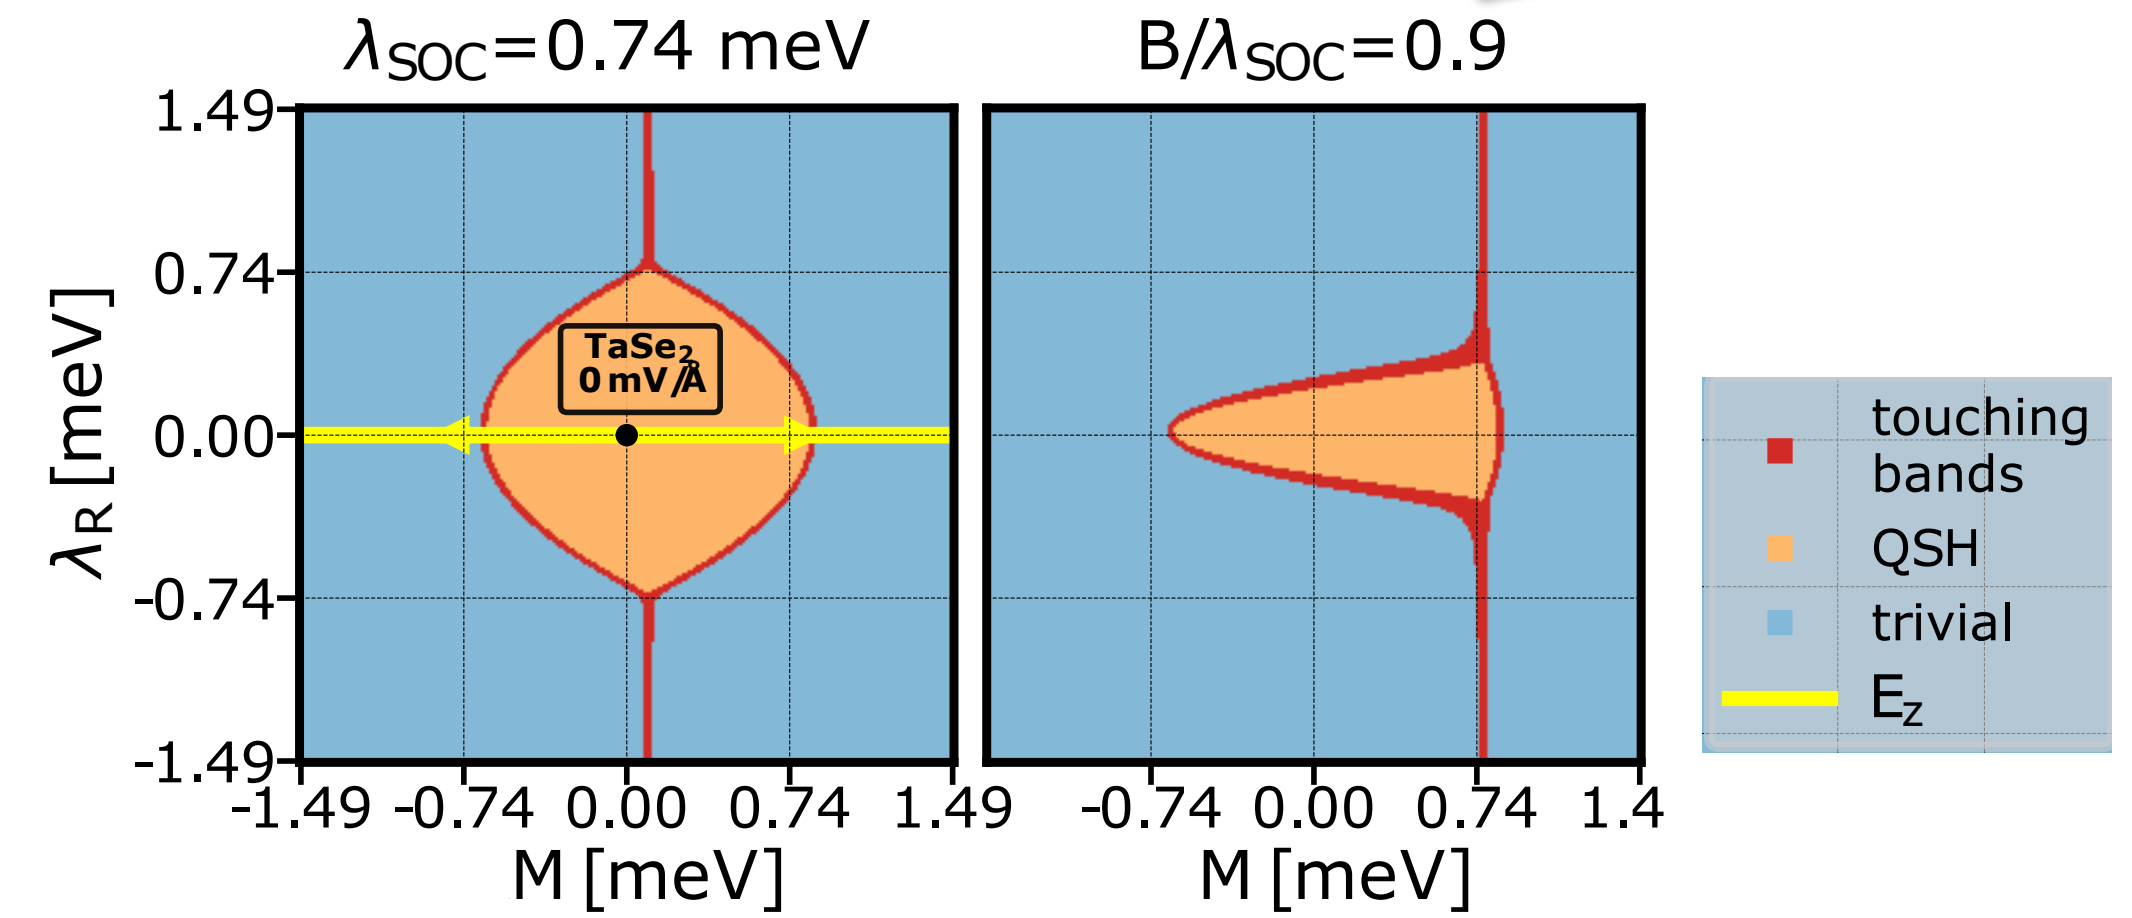 λSOC=0.74 meV
B/λSOC=0.9
1.49
0.74
0.00
-0.74
-1.49
λR [meV]
TaSe2
0 mV/Å
-1.49 -0.74 0.00 0.74 1.49
M [meV]
-0.74 0.00 0.74 1.4
M [meV]
touching
bands
QSH
trivial
Ez